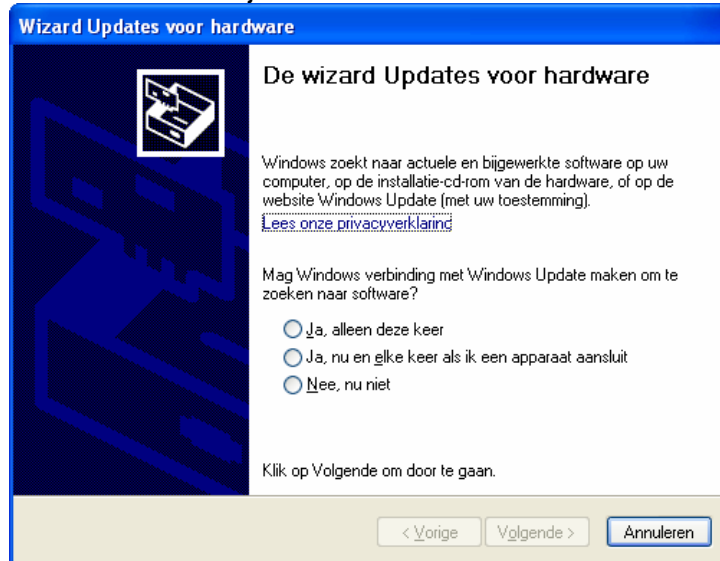 Wizard Updates voor hardware
De wizard Updates voor hardware
Windows zoekt naar actuele en bijgewerkte software op uw
computer, op de installatie-cd-rom van de hardware, of op de
website Windows Update (met uw toestemming).
Lees onze privacyverklaring
Mag Windows verbinding met Windows Update maken om te
zoeken naar software?
Ja, alleen deze keer
Ja, nu en elke keer als ik een apparaat aansluit
Nee, nu niet
Klik op Volgende om door te gaan.
< Vorige Volgende > Annuleren